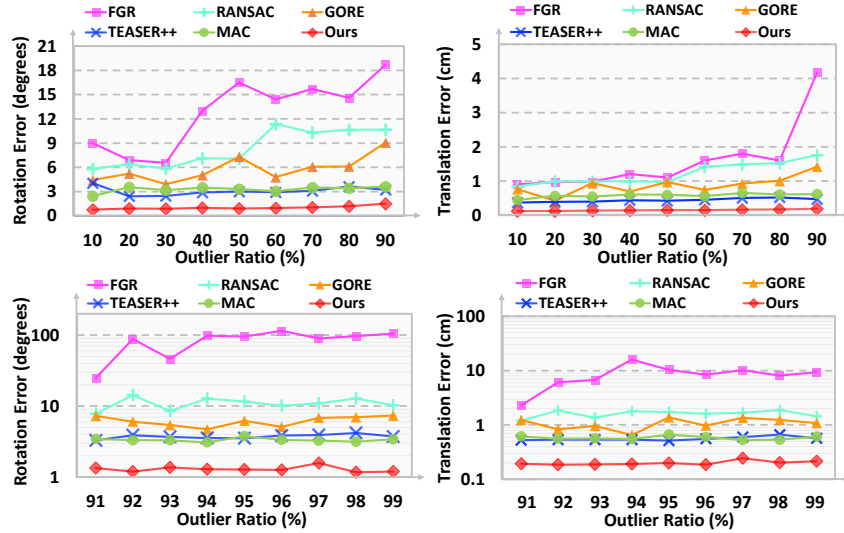 FGR RANSAC GORE
TEASER++ MAC Ours
Rotation Error (degrees)
21
18
15
12
9
6
3
0
10 20 30 40 50 60 70 80 90
Outlier Ratio (%)
FGR RANSAC GORE
TEASER++ MAC Ours
Translation Error (cm)
5
4
3
2
1
0
10 20 30 40 50 60 70 80 90
Outlier Ratio (%)
FGR RANSAC GORE
TEASER++ MAC Ours
Rotation Error (degrees)
100
10
1
91 92 93 94 95 96 97 98 99
Outlier Ratio (%)
FGR RANSAC GORE
TEASER++ MAC Ours
Translation Error (cm)
100
10
1
0.1
91 92 93 94 95 96 97 98 99
Outlier Ratio (%)